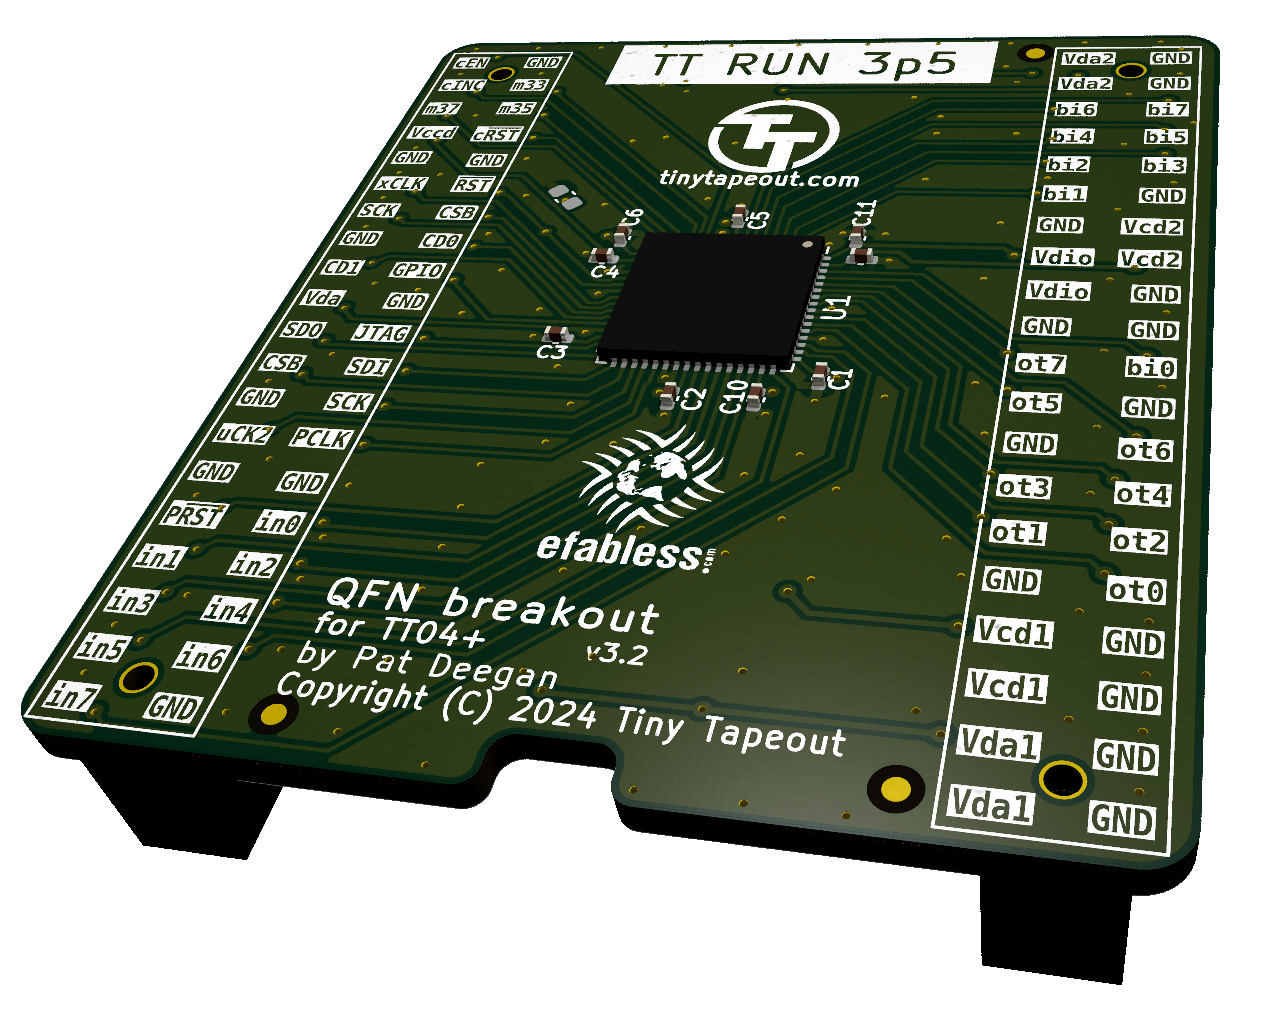 TT RUN 3p5
TT
tinytapeout.com
cEN GND
cINC m33
m37 m35
Vccd cRST
GND GND
xCLK RST
SCK CSB
GND CD0
CD1 GPIO
Vda GND
SDO JTAG
CSB SDI
GND SCK
uCK2 PCLK
GND GND
PRST in0
in1 in2
in3 in4
in5 in6
in7 GND
C6
C5
C11
C4
U1
C3
C1
C2
C10
efabless.com
QFN breakout
for TT04+
v3.2
by Pat Deegan
Copyright (C) 2024 Tiny Tapeout
Vda2 GND
Vda2 GND
bi6 bi7
bi4 bi5
bi2 bi3
bi1 GND
GND Vcd2
Vdio Vcd2
Vdio GND
GND GND
ot7 bi0
ot5 GND
GND ot6
ot3 ot4
ot1 ot2
GND ot0
Vcd1 GND
Vcd1 GND
Vda1 GND
Vda1 GND